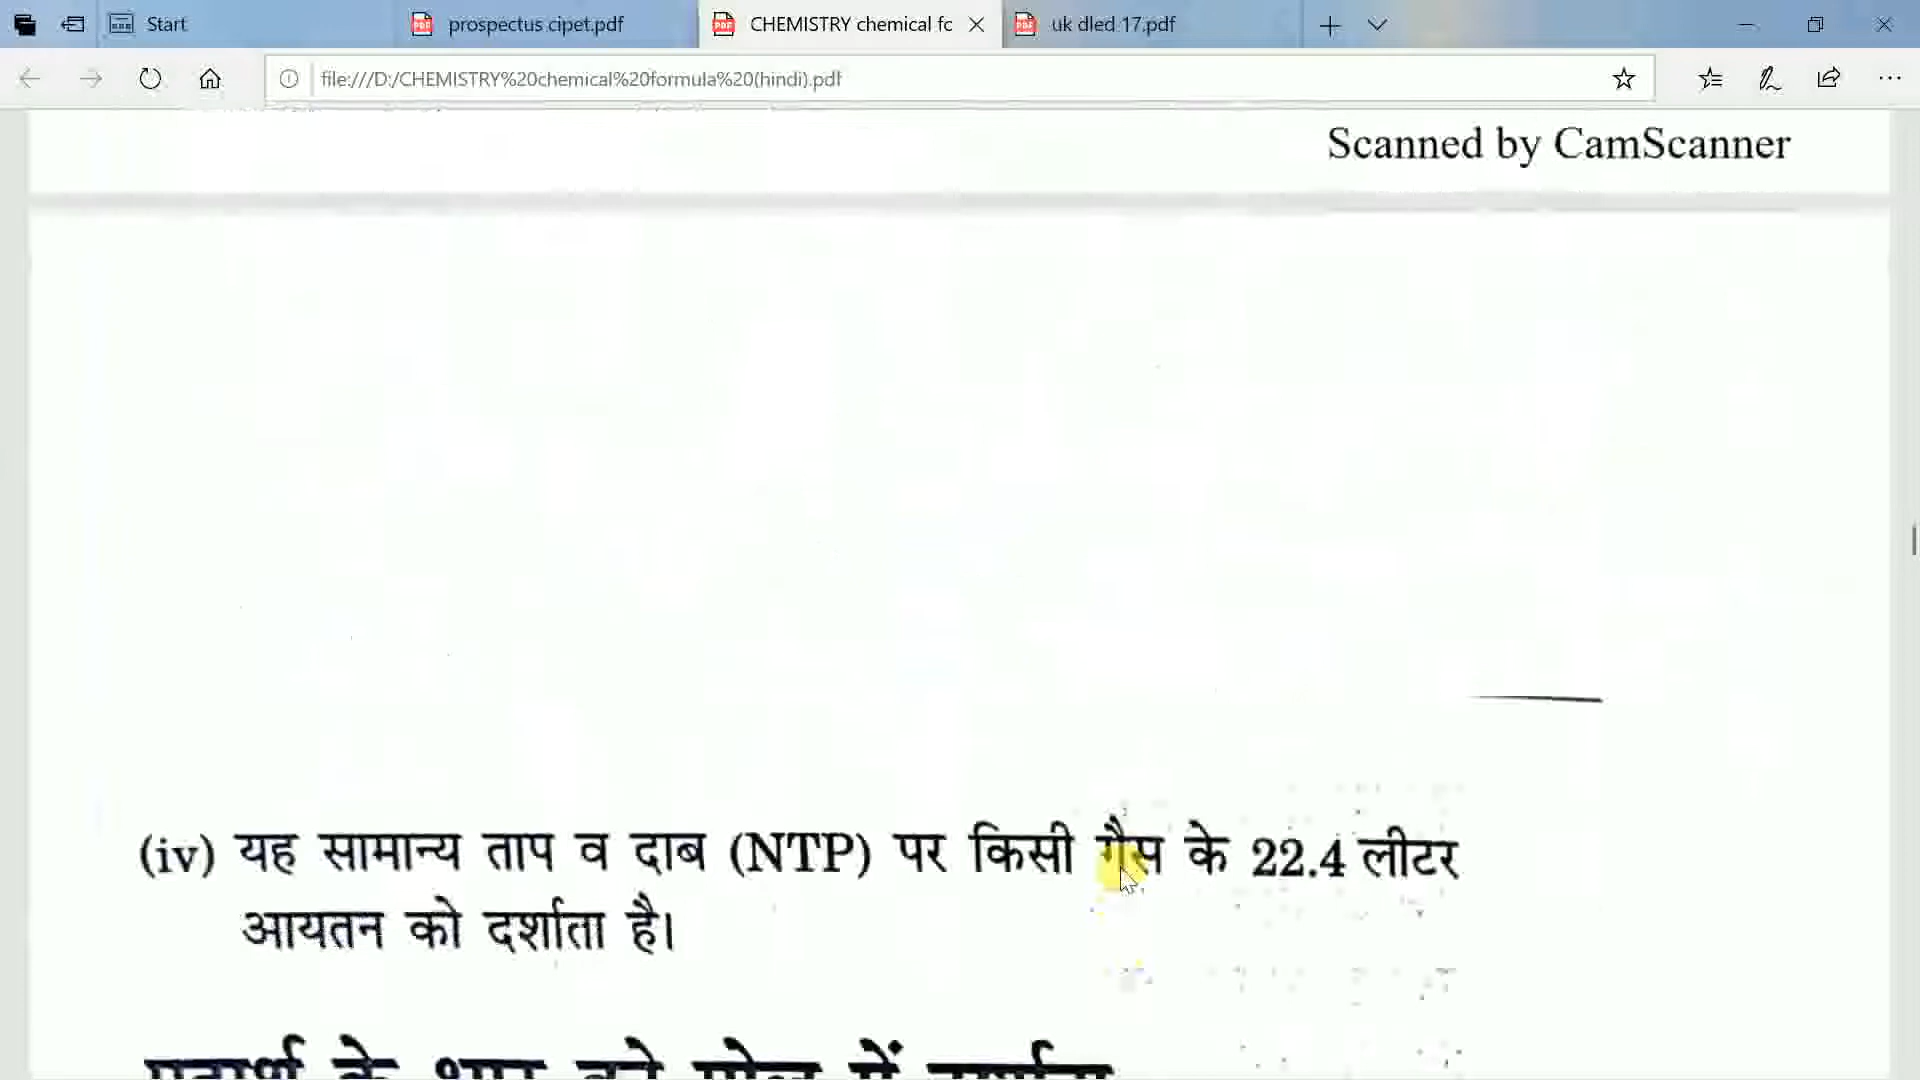 Start
prospectus cipet.pdf
CHEMISTRY chemical fc
uk dled 17.pdf
file:///D:/CHEMISTRY%20chemical%20formula%20(hindi).pdf
Scanned by CamScanner
(iv) यह सामान्य ताप व दाब (NTP) पर किसी गैस के 22.4 लीटर
आयतन को दर्शाता है।